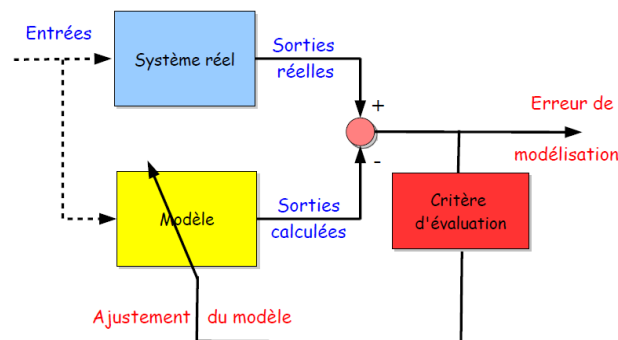 Entrées
Système réel
Sorties
réelles
+
Erreur de
modélisation
-
Modèle
Sorties
calculées
Critère
d'évaluation
Ajustement du modèle